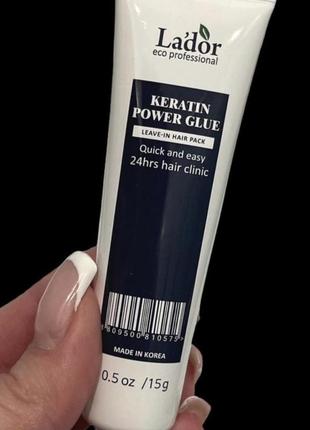 La'dor
eco professional
KERATIN
POWER GLUE
LEAVE-IN HAIR PACK
Quick and easy
24hrs hair clinic
8809500810575>
MADE IN KOREA
0.5 oz /15g